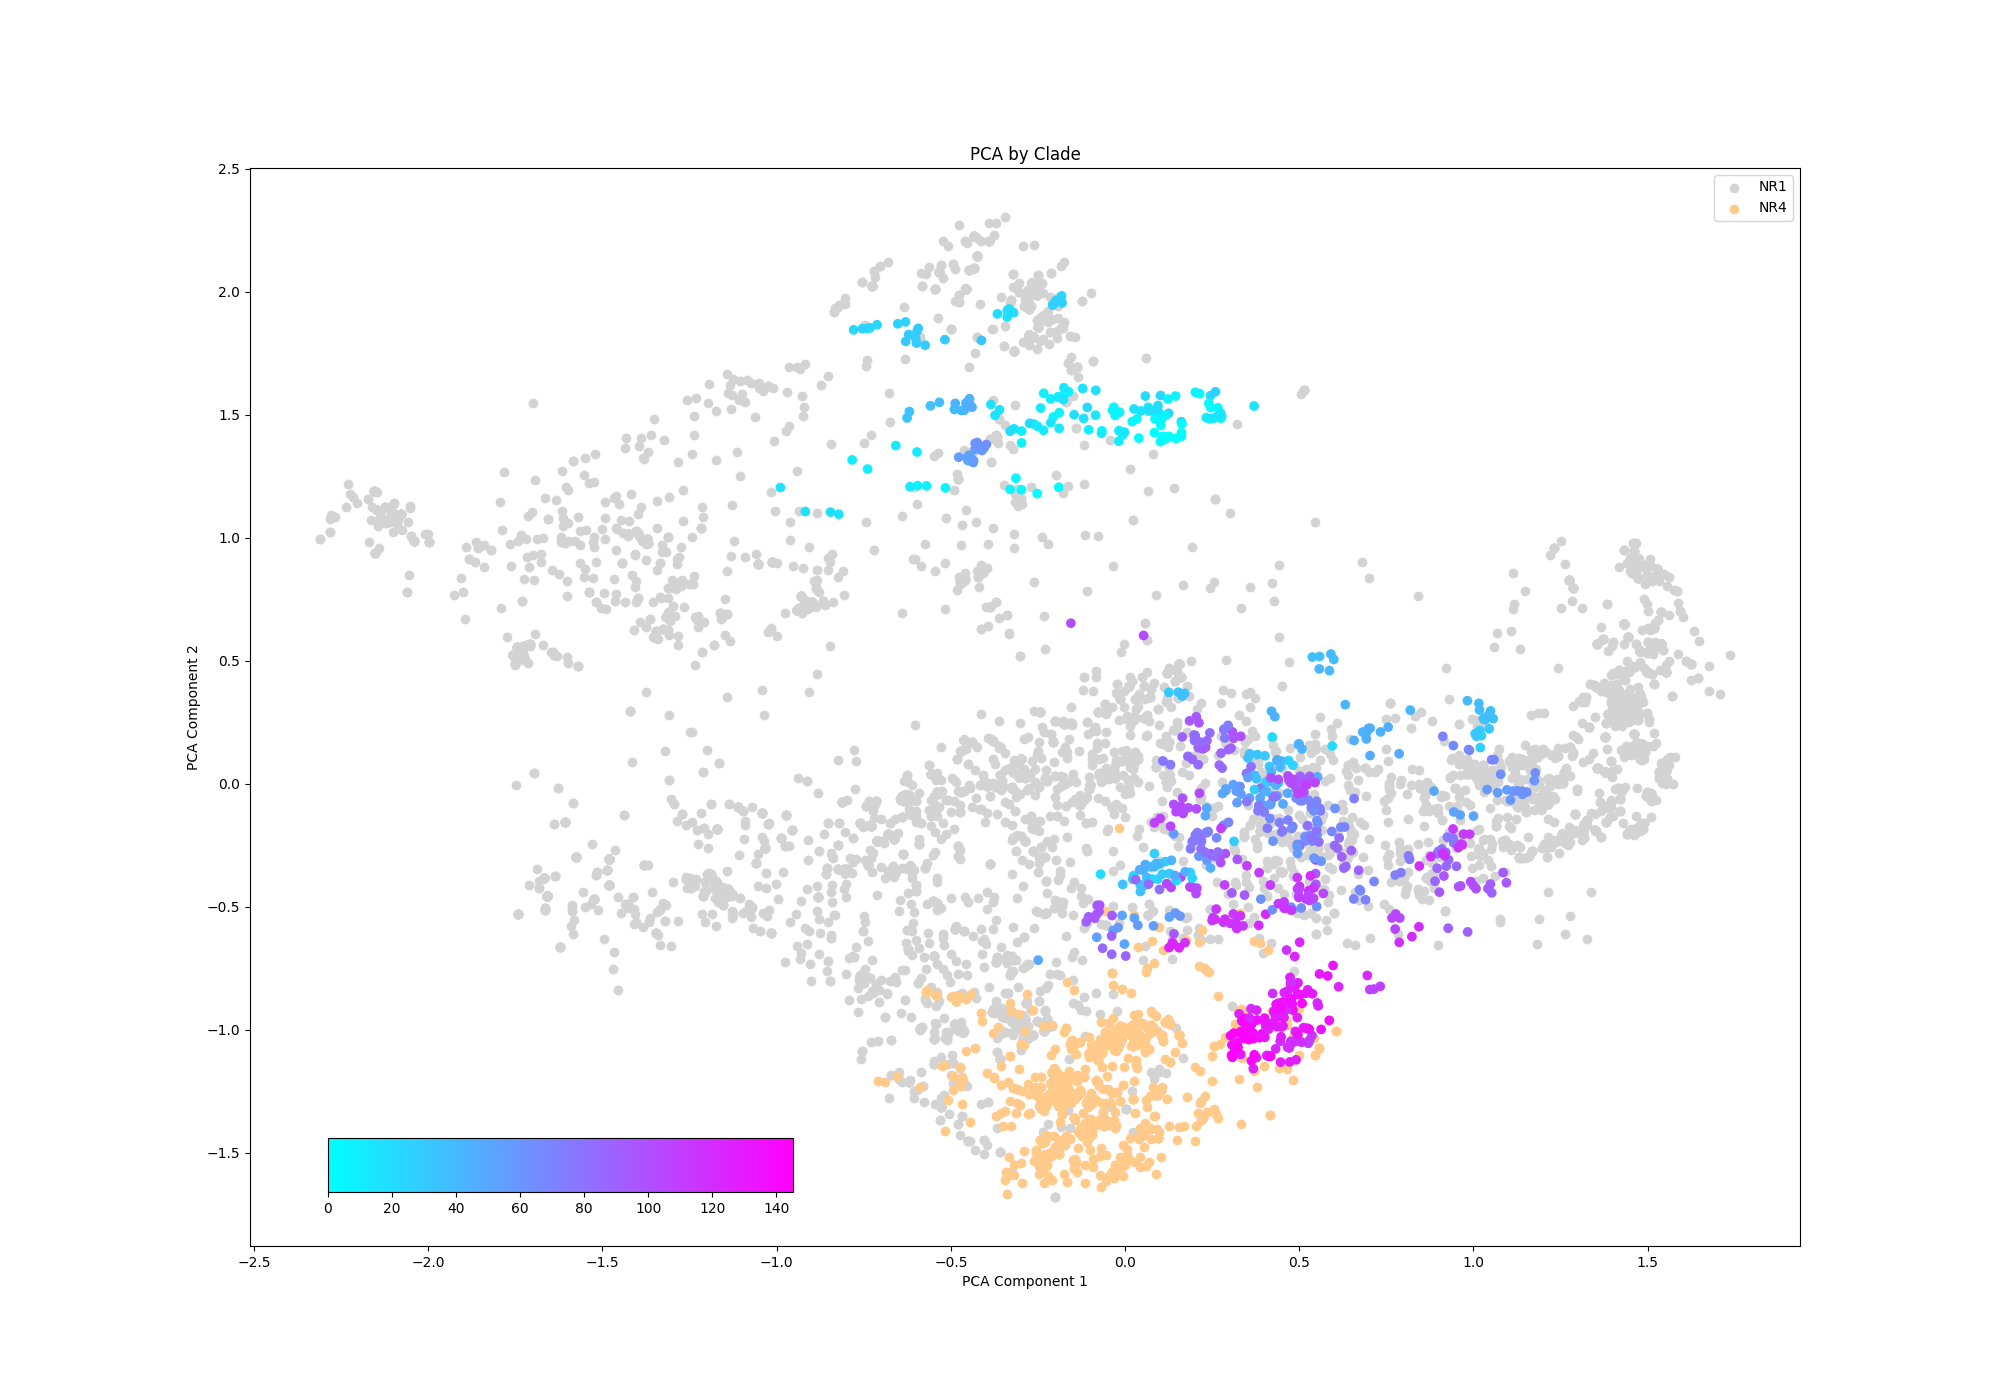 PCA by Clade
NR1
NR4
2.5
2.0
1.5
1.0
0.5
0.0
−0.5
−1.0
−1.5
PCA Component 2
0 20 40 60 80 100 120 140
−2.5 −2.0 −1.5 −1.0 −0.5 0.0 0.5 1.0 1.5
PCA Component 1